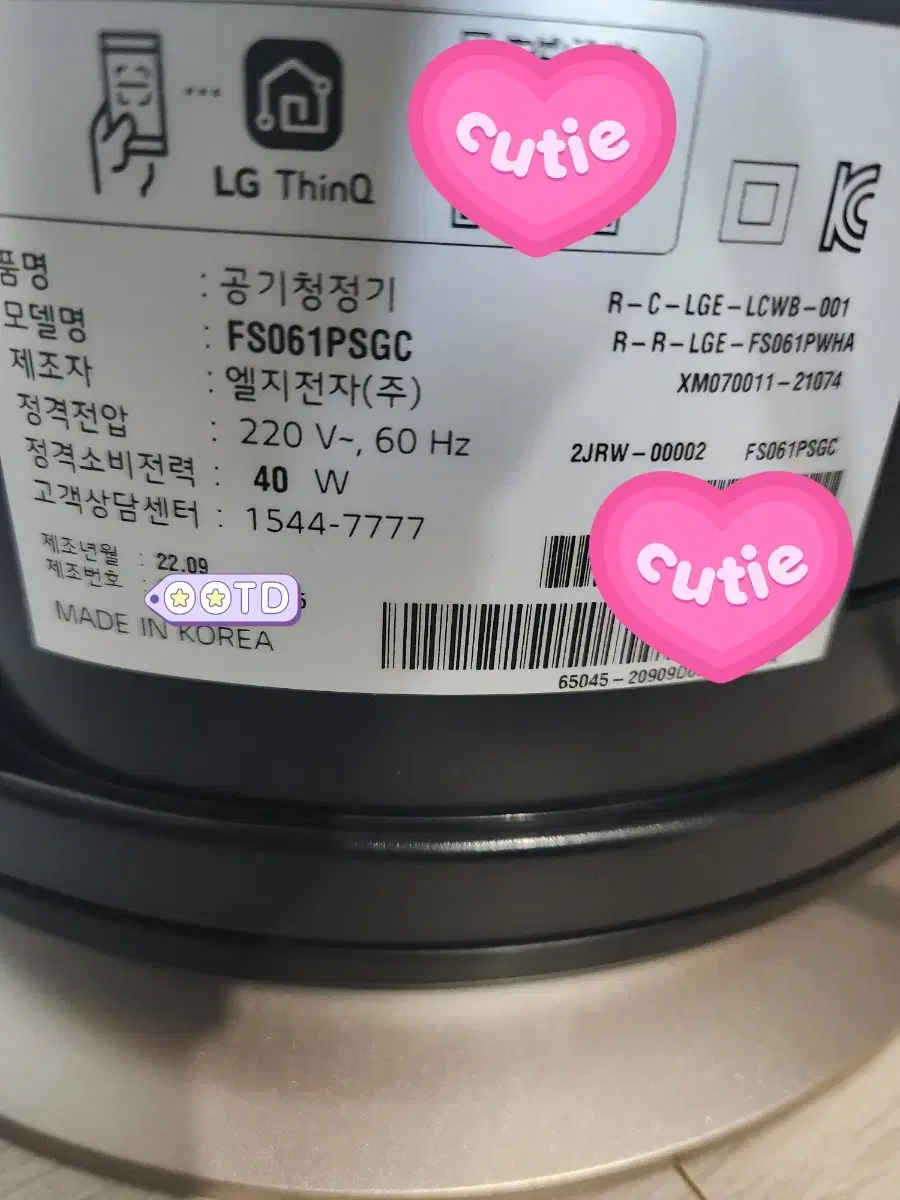 LG ThinQ
cutie
품명 : 공기청정기
모델명 : FS061PSGC
제조자 : 엘지전자(주)
정격전압 : 220 V~, 60 Hz
정격소비전력 : 40 W
고객상담센터 : 1544-7777
제조년월 : 22.09
제조번호 :
OOTD
MADE IN KOREA
R-C-LGE-LCWB-001
R-R-LGE-FS061PWHA
XM070011-21074
2JRW-00002 FS061PSGC
cutie
65045-20909